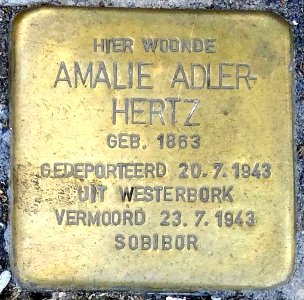 HIER WOONDE
AMALIE ADLER-
HERTZ
GEB. 1863
GEDEPORTEERD 20.7.1943
UIT WESTERBORK
VERMOORD 23.7.1943
SOBIBOR